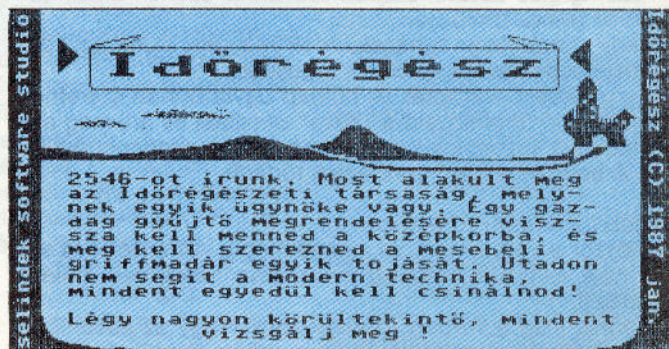 selindek software studio
Időrégész
Időrégész (C) 1987 jan.
2546-ot írunk. Most alakult meg
az Időrégészeti társaság, mely-
nek egyik ügynöke vagy. Egy gaz-
dag gyűjtő megrendelésére visz-
sza kell menned a középkorba, és
meg kell szerezned a mesebeli
griffmadár egyik tojását. Utadon
nem segít a modern technika,
mindent egyedül kell csinálnod!
Légy nagyon körültekintő, mindent
vizsgálj meg !